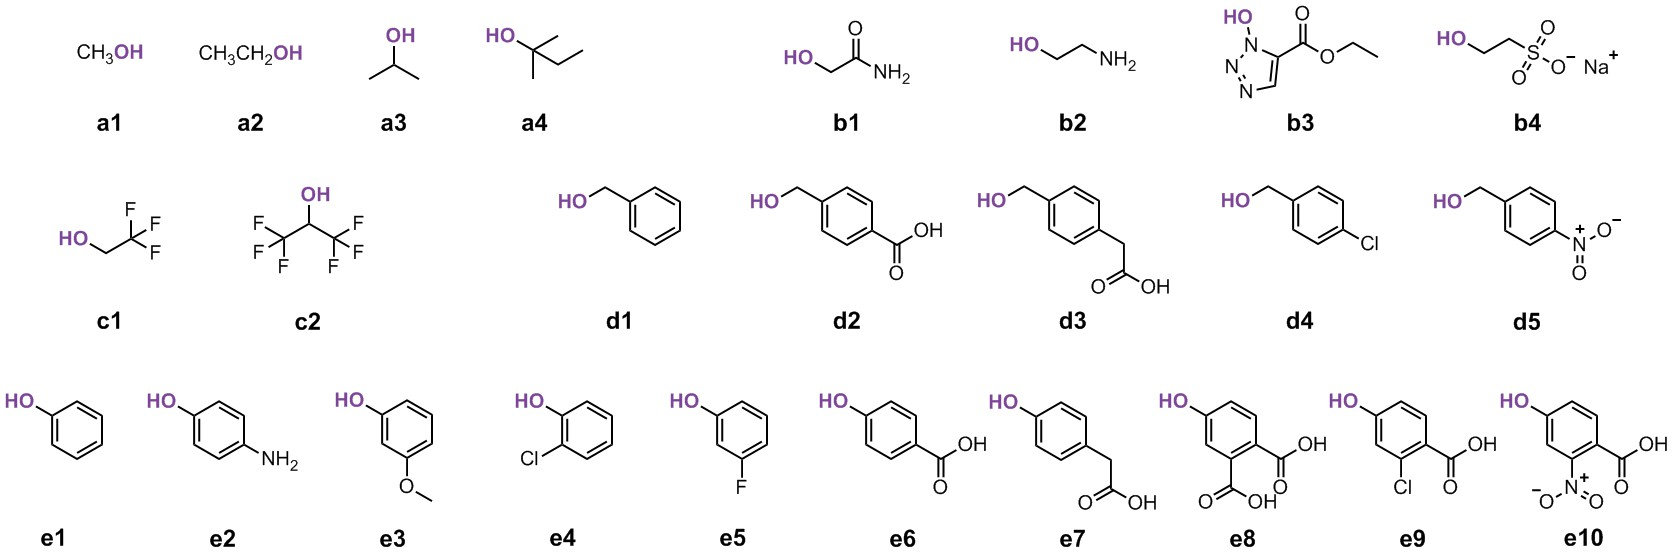 CH₃OH CH₃CH₂OH OH HO HO O NH₂ HO NH₂ HO N N N O O HO O S O O⁻ Na⁺
a1 a2 a3 a4 b1 b2 b3 b4
HO F F F OH F F F F F F HO HO O OH HO O OH HO Cl HO N⁺ O⁻ O
c1 c2 d1 d2 d3 d4 d5
HO HO NH₂ HO O HO Cl HO F HO OH O HO O OH HO OH O O OH HO OH O Cl HO OH O N⁺ ⁻O O
e1 e2 e3 e4 e5 e6 e7 e8 e9 e10